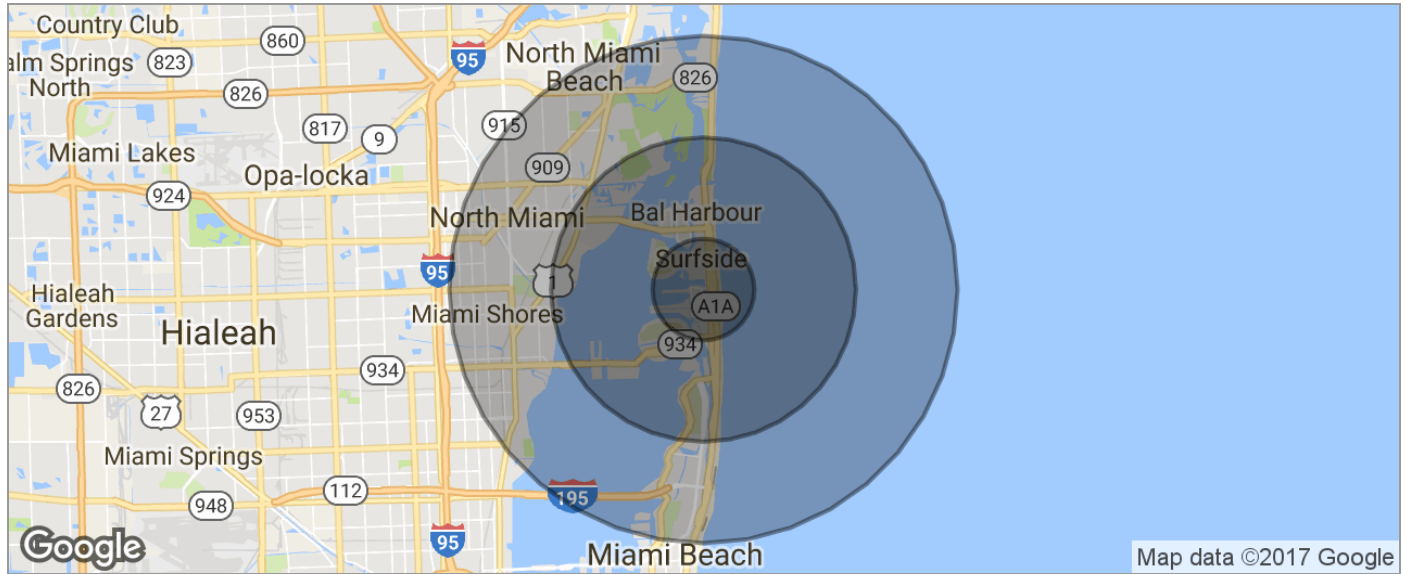 Country Club
860
95
North Miami
Beach
823
alm Springs
North
826
826
915
817
9
Miami Lakes
909
Opa-locka
924
North Miami
Bal Harbour
Surfside
95
1
Hialeah
Gardens
A1A
Miami Shores
Hialeah
934
934
826
27
953
Miami Springs
112
195
948
95
Google
Miami Beach
Map data ©2017 Google